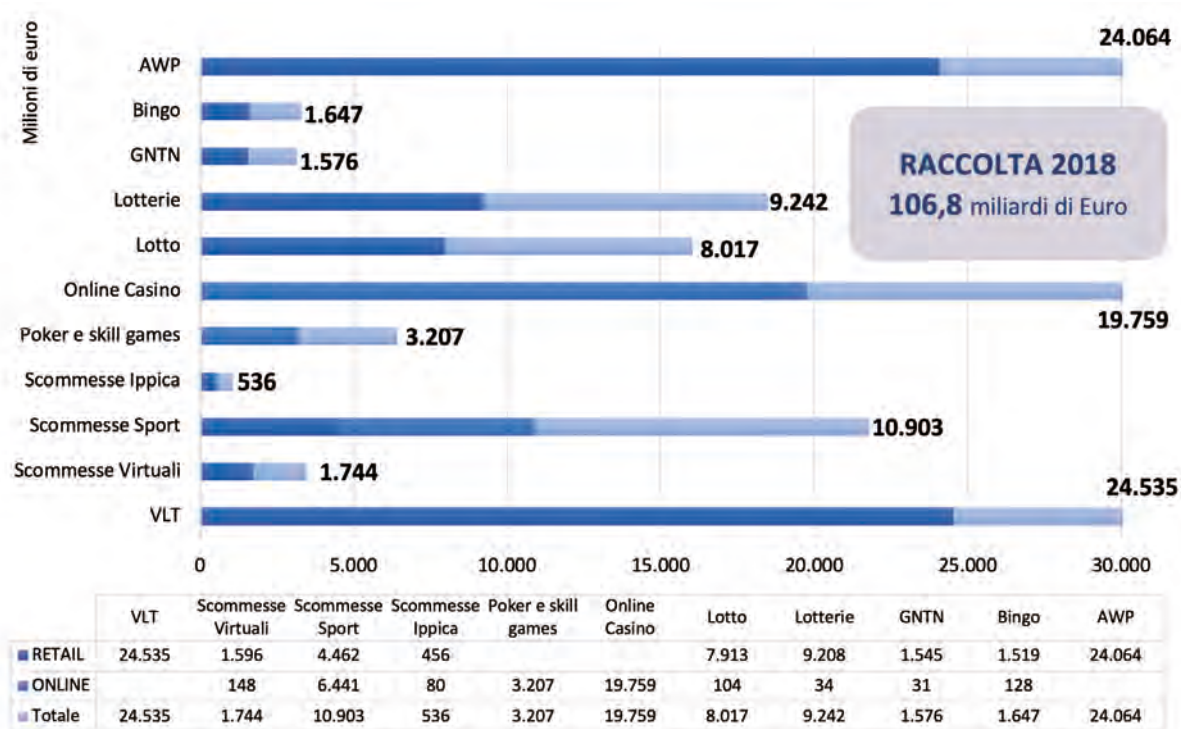 Milioni di euro
AWP 24.064
Bingo 1.647
GNTN 1.576
Lotterie 9.242
Lotto 8.017
Online Casino 19.759
Poker e skill games 3.207
Scommesse Ippica 536
Scommesse Sport 10.903
Scommesse Virtuali 1.744
VLT 24.535
RACCOLTA 2018
106,8 miliardi di Euro
0 5.000 10.000 15.000 20.000 25.000 30.000
VLT Scommesse Virtuali Scommesse Sport Scommesse Ippica Poker e skill games Online Casino Lotto Lotterie GNTN Bingo AWP
RETAIL 24.535 1.596 4.462 456 7.913 9.208 1.545 1.519 24.064
ONLINE 148 6.441 80 3.207 19.759 104 34 31 128
Totale 24.535 1.744 10.903 536 3.207 19.759 8.017 9.242 1.576 1.647 24.064